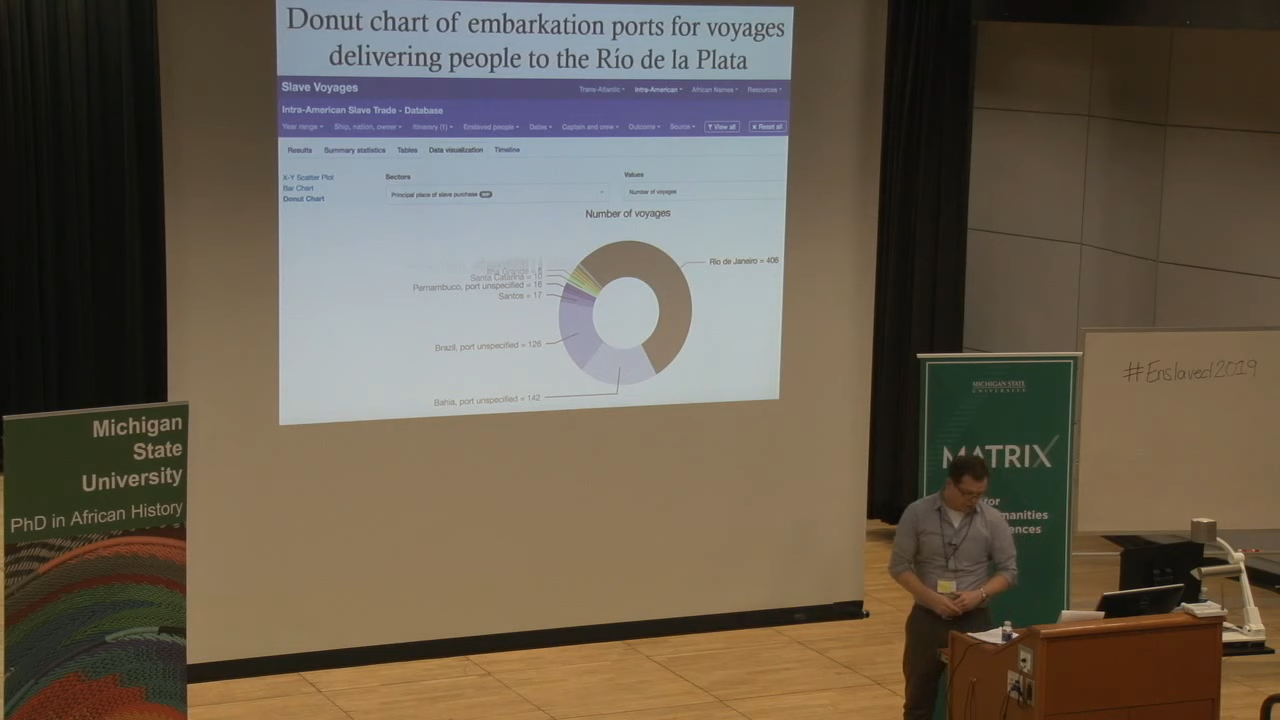 Donut chart of embarkation ports for voyages
delivering people to the Río de la Plata
Slave Voyages
Trans-Atlantic Intra-American African Names Resources
Intra-American Slave Trade - Database
Year range Ship, nation, owner Itinerary (1) Enslaved people Dates Captain and crew Outcome Source View all Reset all
Results Summary statistics Tables Data visualization Timeline
X-Y Scatter Plot
Bar Chart
Donut Chart
Sectors
Principal place of slave purchase
Values
Number of voyages
Number of voyages
Rio de Janeiro = 406
Santa Catarina = 10
Pernambuco, port unspecified = 16
Santos = 17
Brazil, port unspecified = 126
Bahia, port unspecified = 142
Michigan
State
University
PhD in African History
MICHIGAN STATE
UNIVERSITY
MATRIX
for
manities
ences
#Enslaved2019